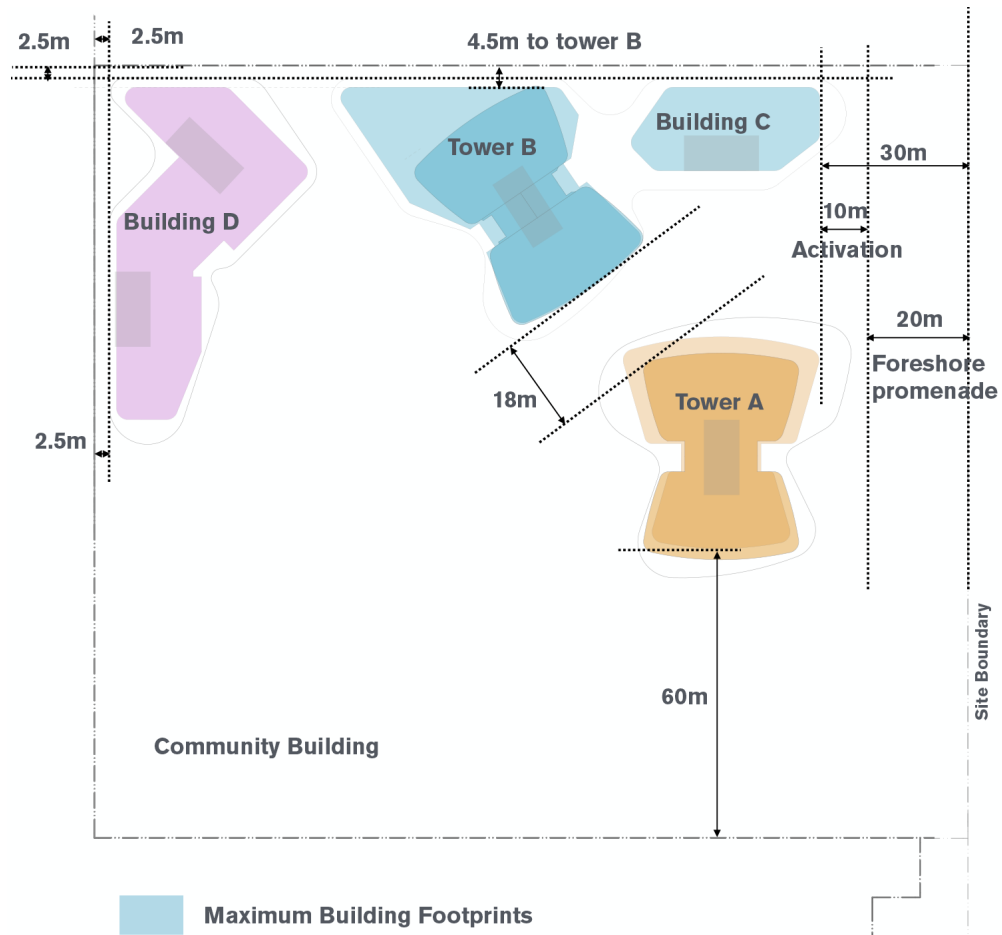 2.5m
2.5m
4.5m to tower B
Building C
Tower B
30m
Building D
10m
Activation
20m
Foreshore
promenade
18m
Tower A
2.5m
60m
Site Boundary
Community Building
Maximum Building Footprints